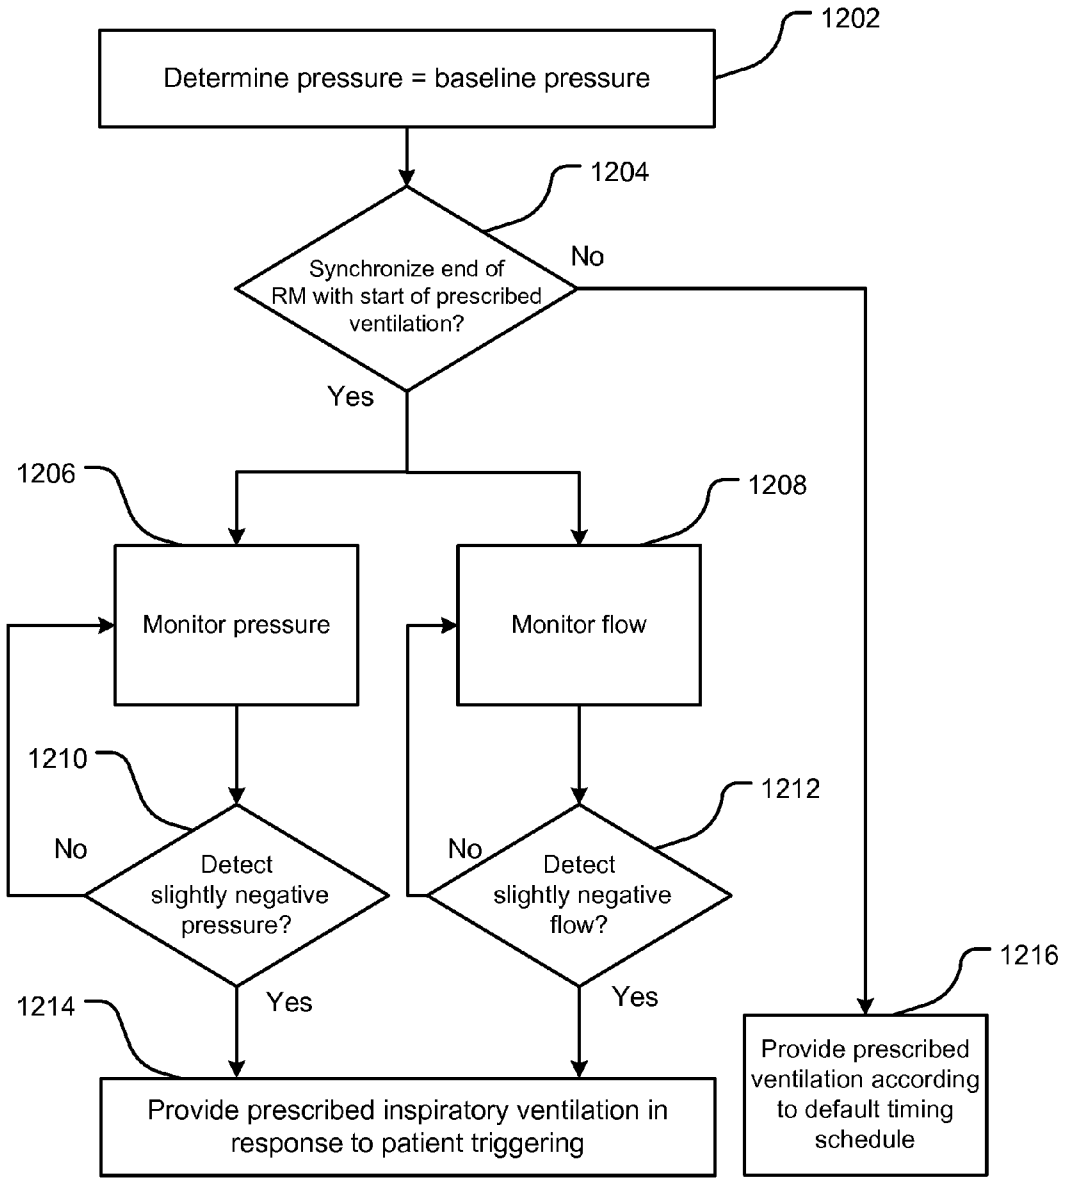 1202
Determine pressure = baseline pressure
1204
Synchronize end of
RM with start of prescribed
ventilation?
No
Yes
1206
1208
Monitor pressure
Monitor flow
1210
1212
No
Detect
slightly negative
pressure?
No
Detect
slightly negative
flow?
Yes
Yes
1214
1216
Provide prescribed inspiratory ventilation in
response to patient triggering
Provide prescribed
ventilation according
to default timing
schedule